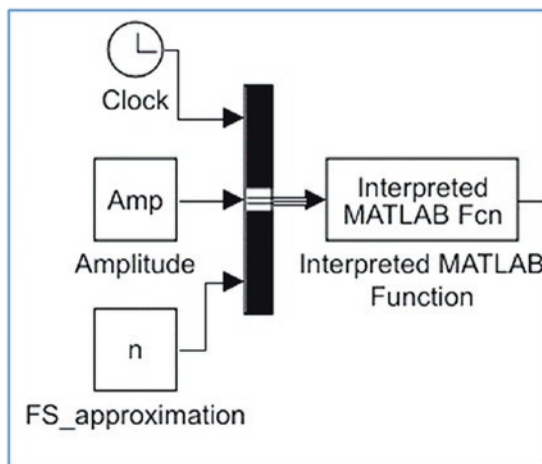 Clock
Amp
Amplitude
n
FS_approximation
Interpreted
MATLAB Fcn
Interpreted MATLAB
Function